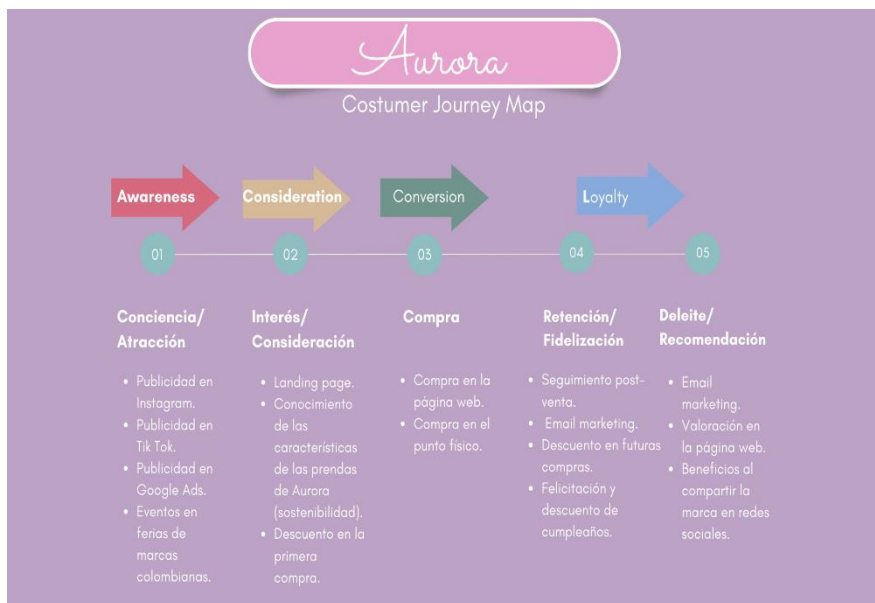 Aurora
Costumer Journey Map
Awareness
Consideration
Conversion
Loyalty
01
02
03
04
05
Conciencia/
Atracción
• Publicidad en
Instagram.
• Publicidad en
Tik Tok.
• Publicidad en
Google Ads.
• Eventos en
ferias de
marcas
colombianas.
Interés/
Consideración
• Landing page.
• Conocimiento
de las
características
de las prendas
de Aurora
(sostenibilidad).
• Descuento en la
primera
compra.
Compra
• Compra en la
página web.
• Compra en el
punto físico.
Retención/
Fidelización
• Seguimiento post-
venta.
• Email marketing.
• Descuento en futuras
compras.
• Felicitación y
descuento de
cumpleaños.
Deleite/
Recomendación
• Email
marketing.
• Valoración en
la página web.
• Beneficios al
compartir la
marca en redes
sociales.